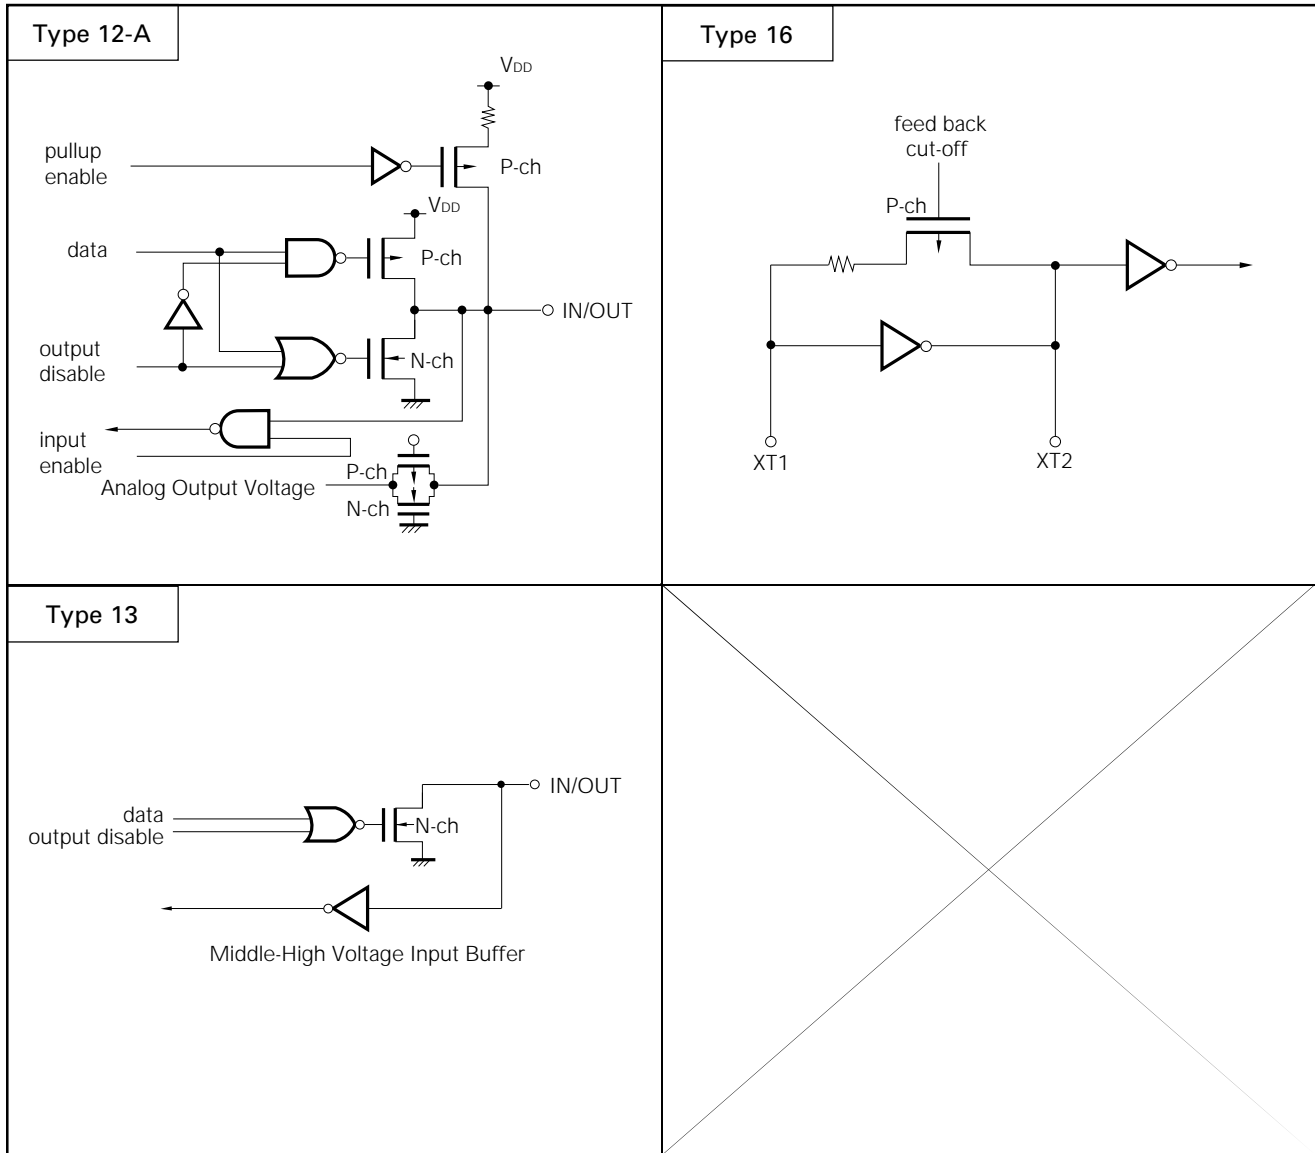 Type 12-A
VDD
pullup
enable
P-ch
VDD
data
P-ch
IN/OUT
output
disable
N-ch
input
enable
P-ch
Analog Output Voltage
N-ch
Type 16
feed back
cut-off
P-ch
XT1
XT2
Type 13
IN/OUT
data
output disable
N-ch
Middle-High Voltage Input Buffer